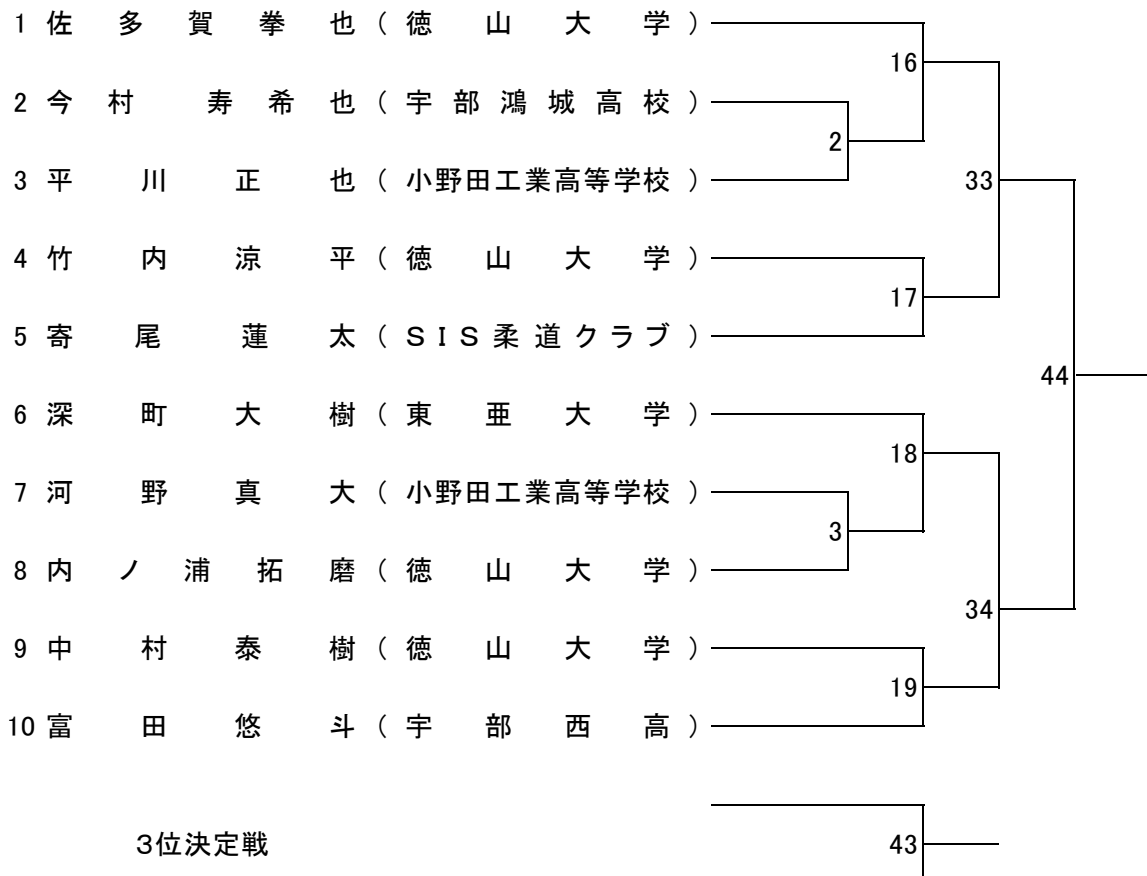 1 佐多賀拳也(徳山大学)
16
2 今村寿希也(宇部鴻城高校)
2
3 平川正也(小野田工業高等学校)
33
4 竹内涼平(徳山大学)
17
5 寄尾蓮太(SIS柔道クラブ)
44
6 深町大樹(東亜大学)
18
7 河野真大(小野田工業高等学校)
3
8 内ノ浦拓磨(徳山大学)
34
9 中村泰樹(徳山大学)
19
10 富田悠斗(宇部西高)
3位決定戦
43